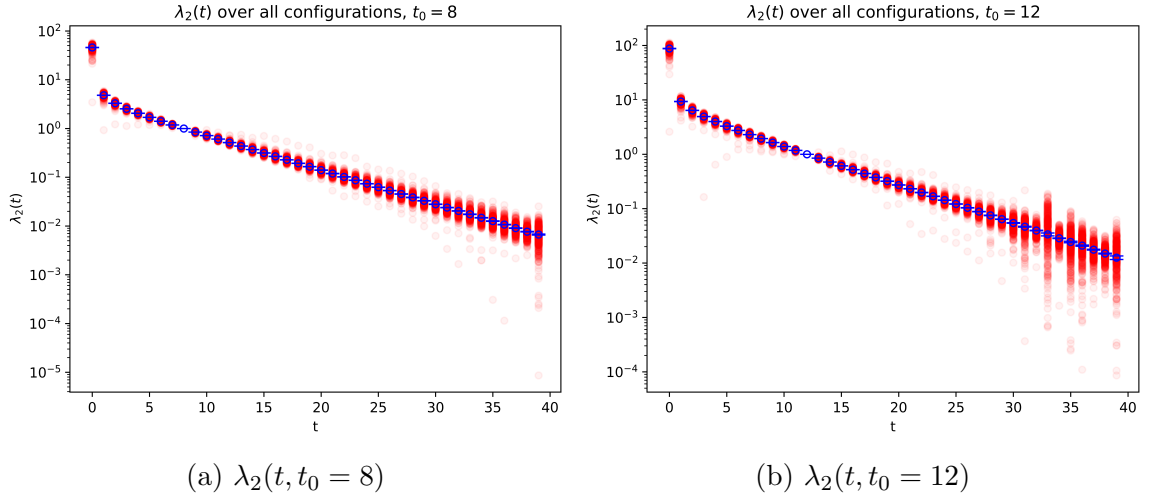 λ₂(t) over all configurations, t₀ = 8
10²
10¹
10⁰
10⁻¹
10⁻²
10⁻³
10⁻⁴
10⁻⁵
λ₂(t)
0 5 10 15 20 25 30 35 40
t
(a) λ₂(t, t₀ = 8)
λ₂(t) over all configurations, t₀ = 12
10²
10¹
10⁰
10⁻¹
10⁻²
10⁻³
10⁻⁴
λ₂(t)
0 5 10 15 20 25 30 35 40
t
(b) λ₂(t, t₀ = 12)